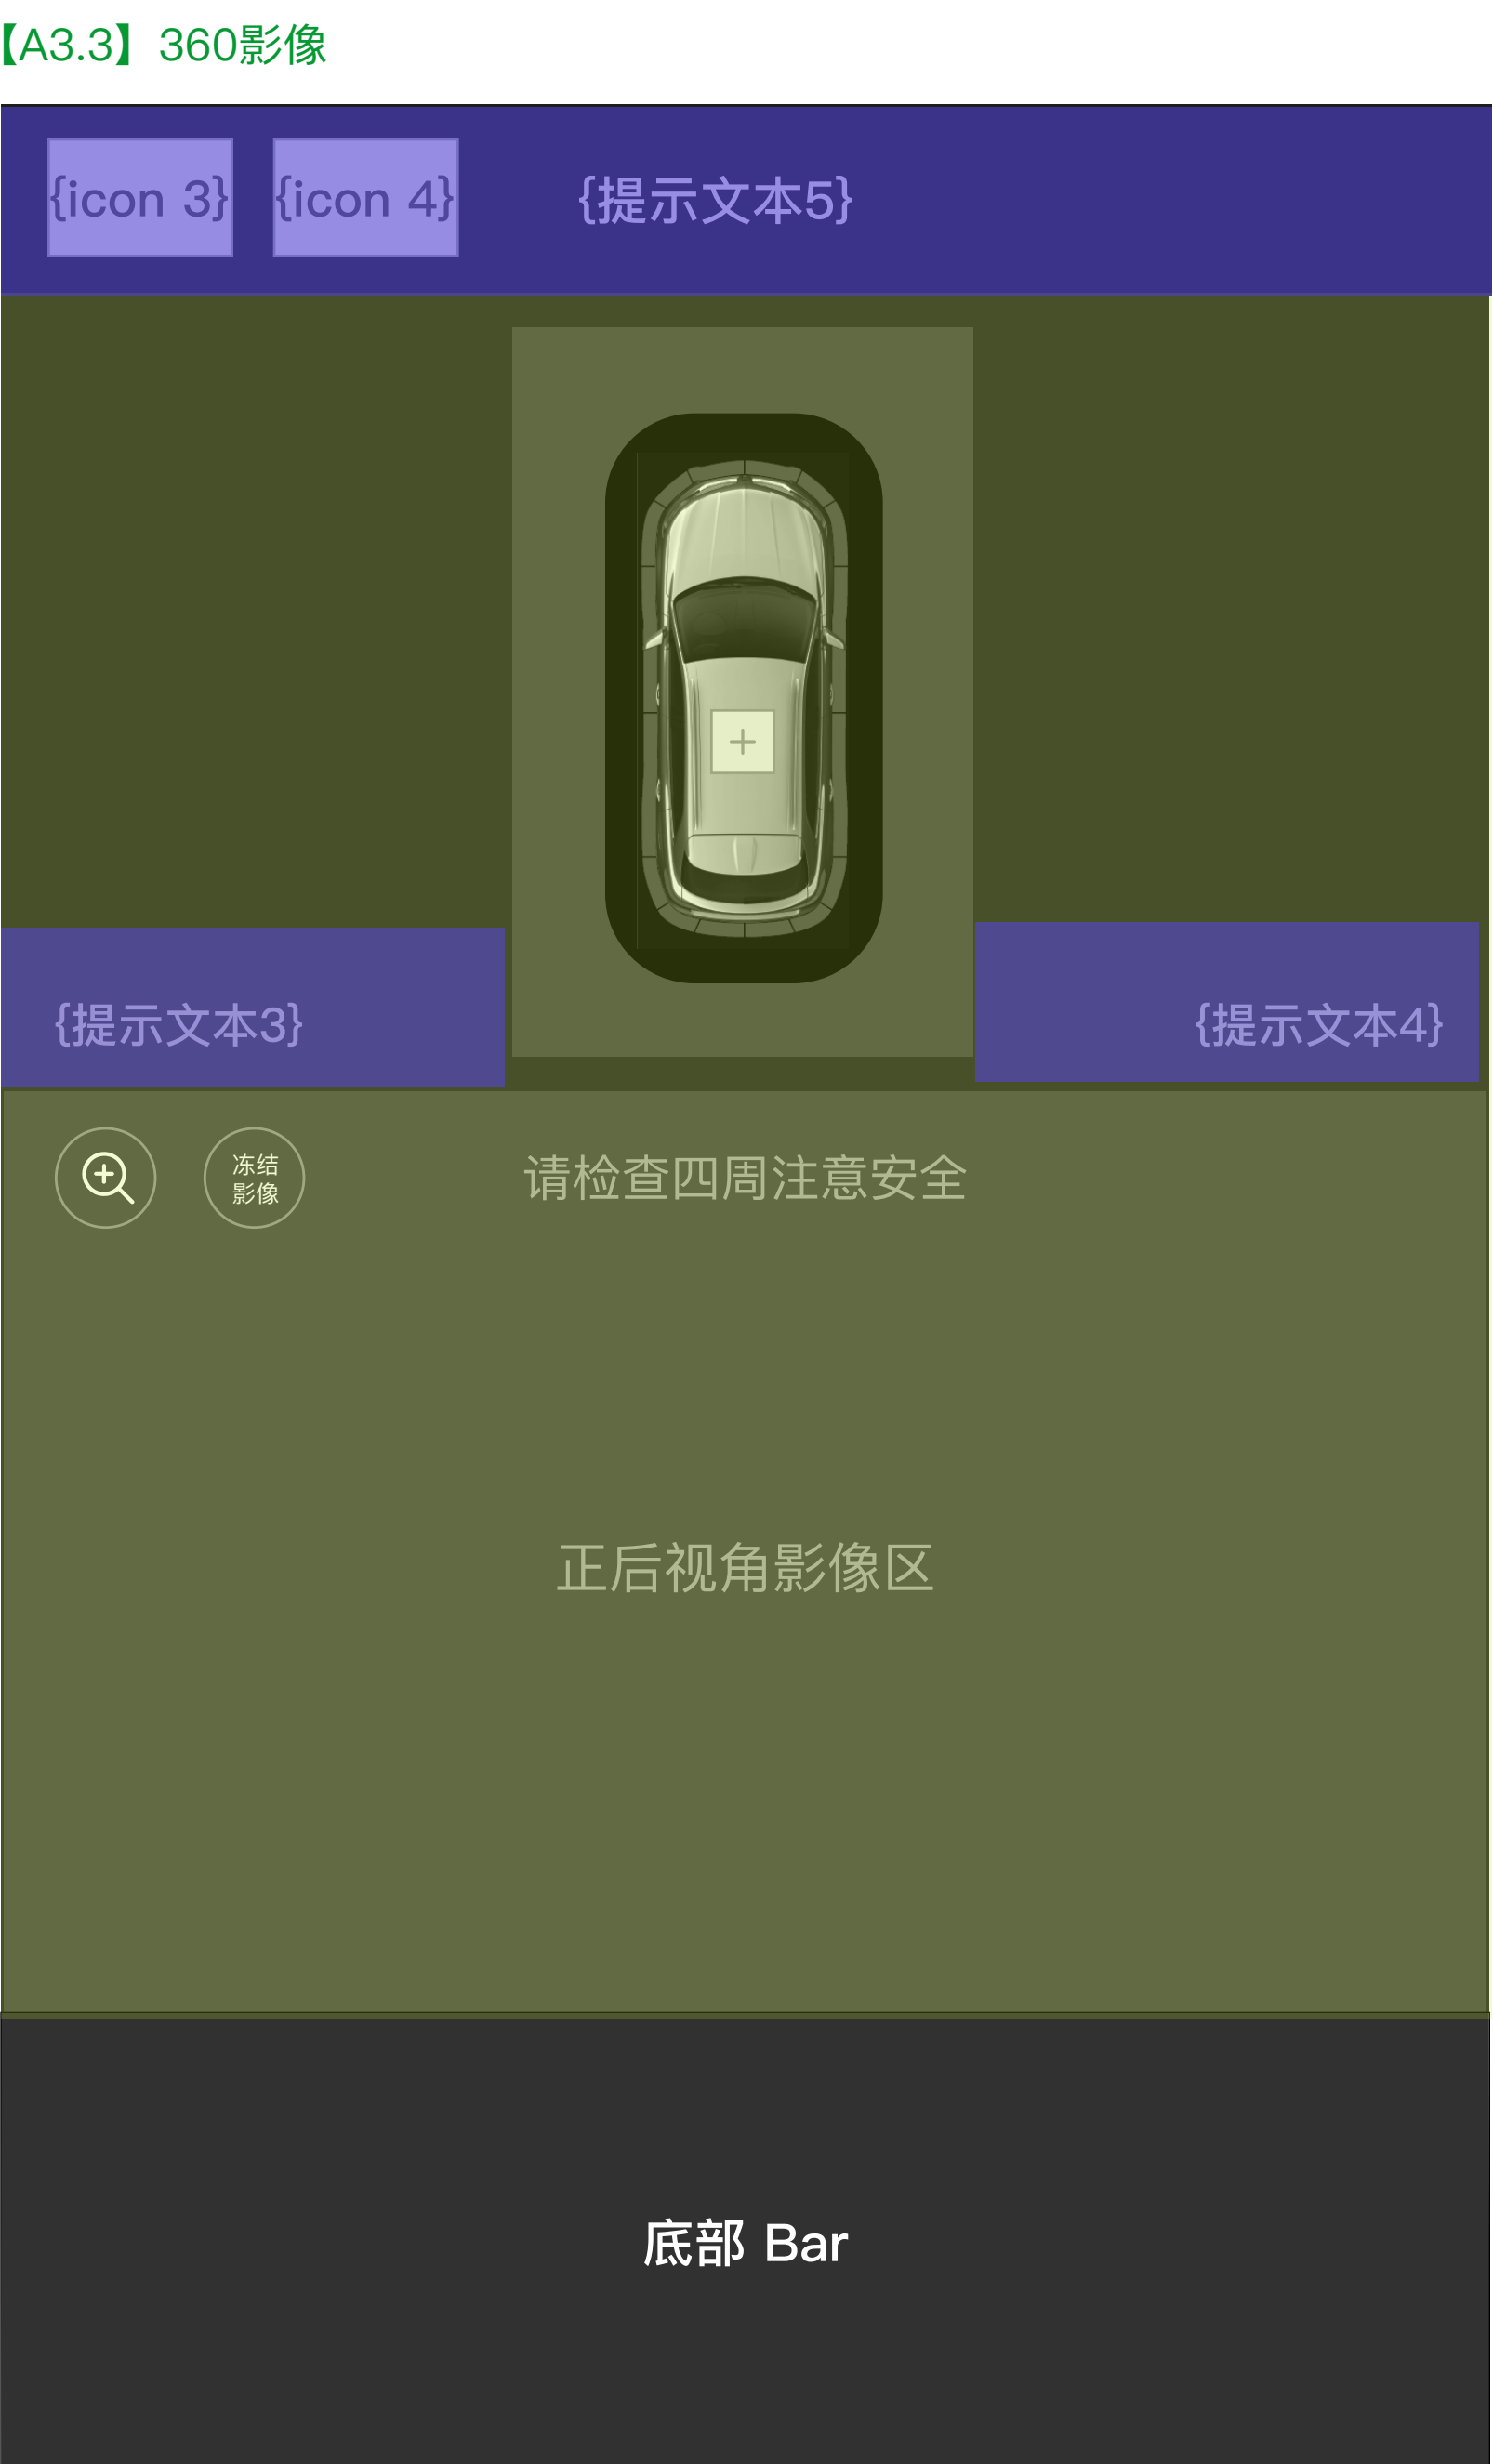 【A3.3】360影像
{icon 3} {icon 4} {提示文本5}
{提示文本3} {提示文本4}
冻结
影像
请检查四周注意安全
正后视角影像区
底部 Bar